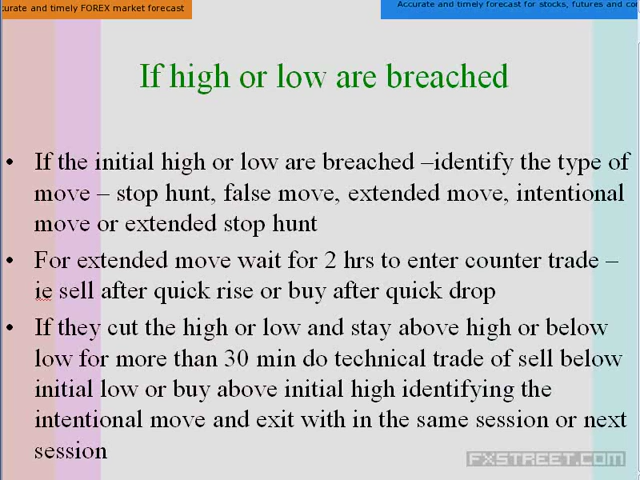 curate and timely FOREX market forecast
Accurate and timely forecast for stocks, futures and con
If high or low are breached
• If the initial high or low are breached –identify the type of
move – stop hunt, false move, extended move, intentional
move or extended stop hunt
• For extended move wait for 2 hrs to enter counter trade –
ie sell after quick rise or buy after quick drop
• If they cut the high or low and stay above high or below
low for more than 30 min do technical trade of sell below
initial low or buy above initial high identifying the
intentional move and exit with in the same session or next
session
FXSTREET.COM